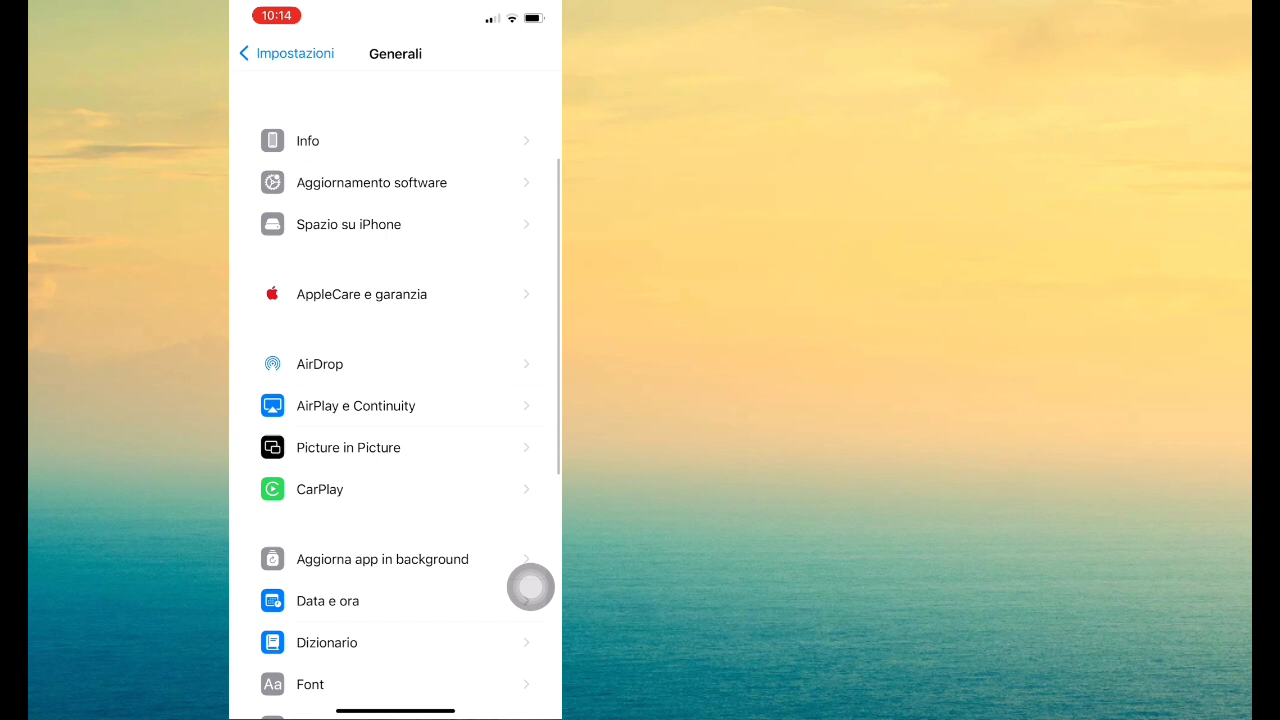 10:14
Impostazioni
Generali
Info
Aggiornamento software
Spazio su iPhone
AppleCare e garanzia
AirDrop
AirPlay e Continuity
Picture in Picture
CarPlay
Aggiorna app in background
Data e ora
Dizionario
Aa Font